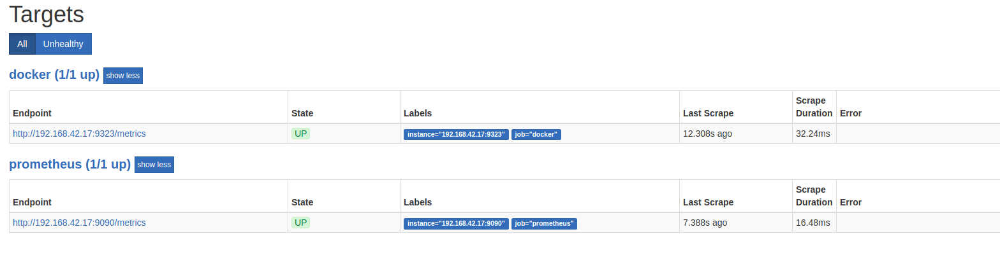 Targets
All Unhealthy
docker (1/1 up) show less
Endpoint State Labels Last Scrape Scrape Duration Error
http://192.168.42.17:9323/metrics UP instance="192.168.42.17:9323" job="docker" 12.308s ago 32.24ms
prometheus (1/1 up) show less
Endpoint State Labels Last Scrape Scrape Duration Error
http://192.168.42.17:9090/metrics UP instance="192.168.42.17:9090" job="prometheus" 7.388s ago 16.48ms